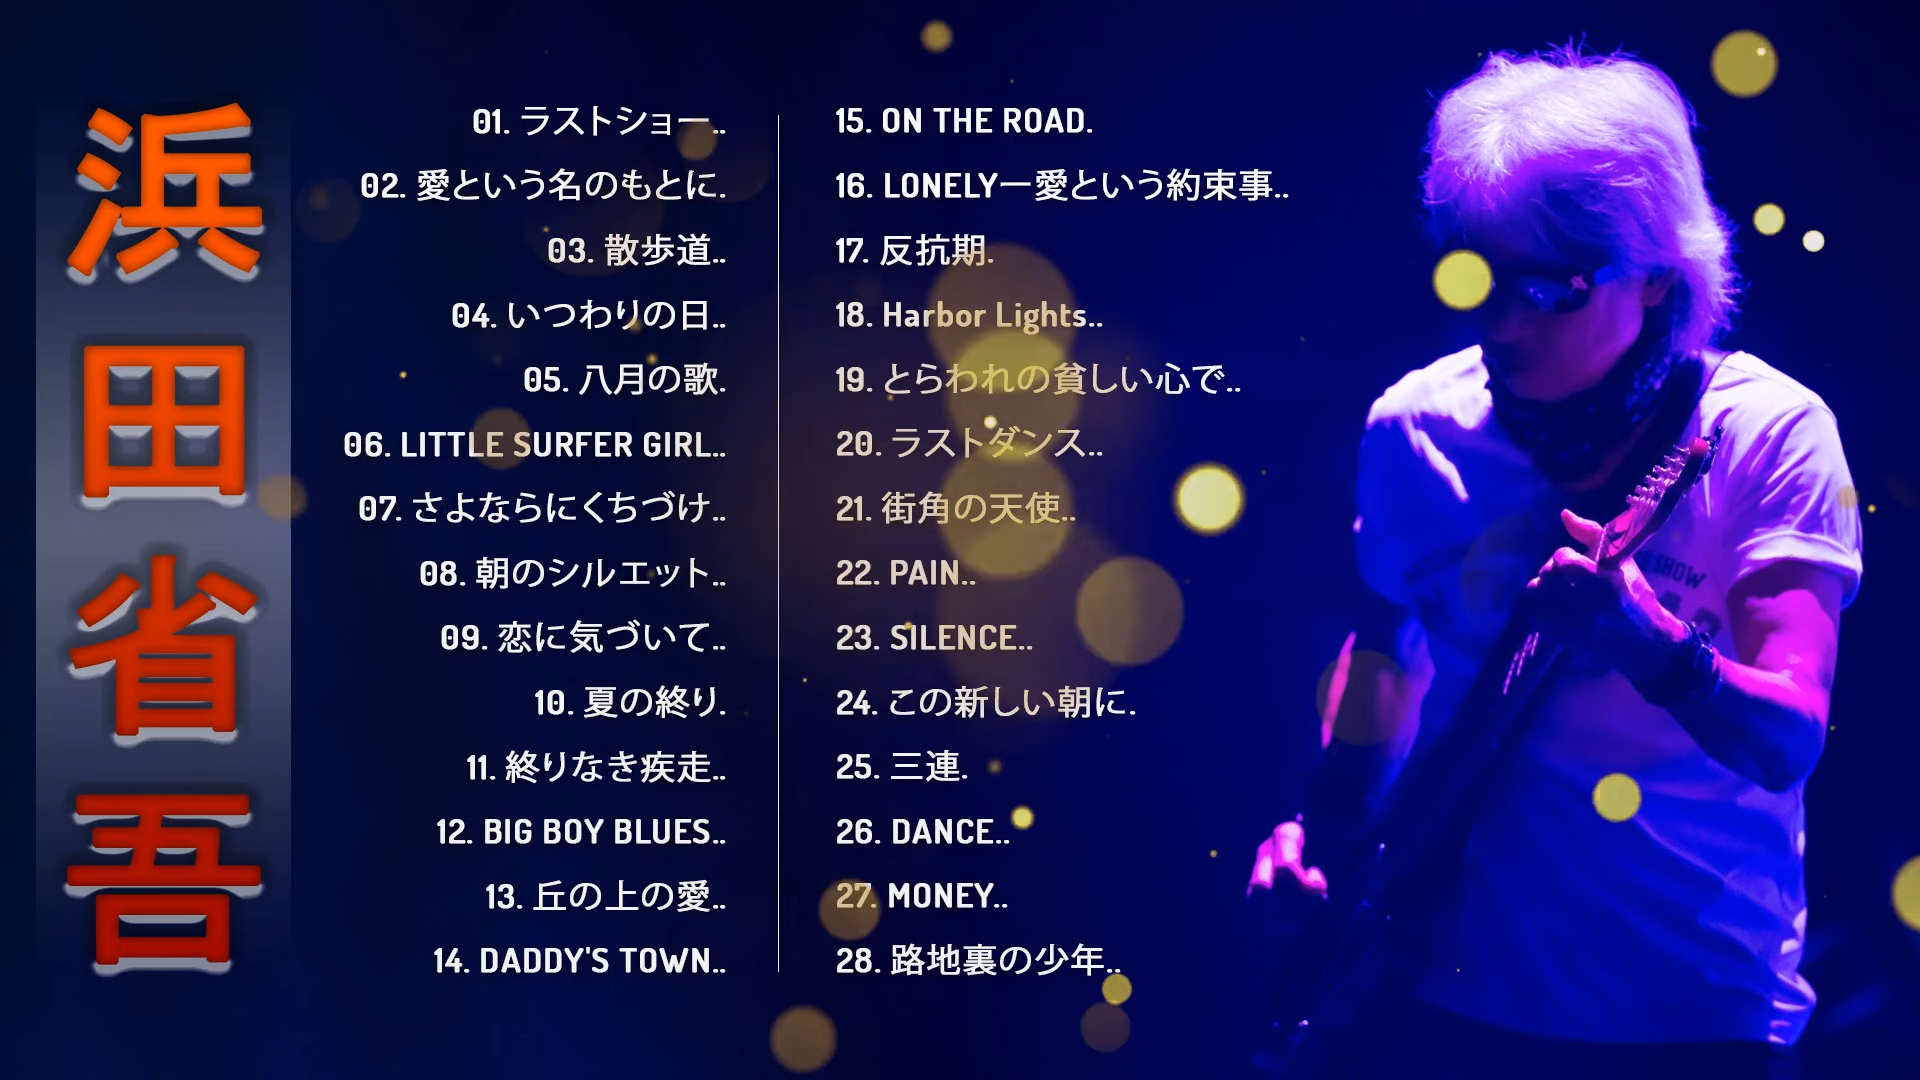 浜田省吾
01. ラストショー..
02. 愛という名のもとに.
03. 散歩道..
04. いつわりの日..
05. 八月の歌.
06. LITTLE SURFER GIRL..
07. さよならにくちづけ..
08. 朝のシルエット..
09. 恋に気づいて..
10. 夏の終り.
11. 終りなき疾走..
12. BIG BOY BLUES..
13. 丘の上の愛..
14. DADDY'S TOWN..
15. ON THE ROAD.
16. LONELYー愛という約束事..
17. 反抗期.
18. Harbor Lights..
19. とらわれの貧しい心で..
20. ラストダンス..
21. 街角の天使..
22. PAIN..
23. SILENCE..
24. この新しい朝に.
25. 三連.
26. DANCE..
27. MONEY..
28. 路地裏の少年..
SHOW